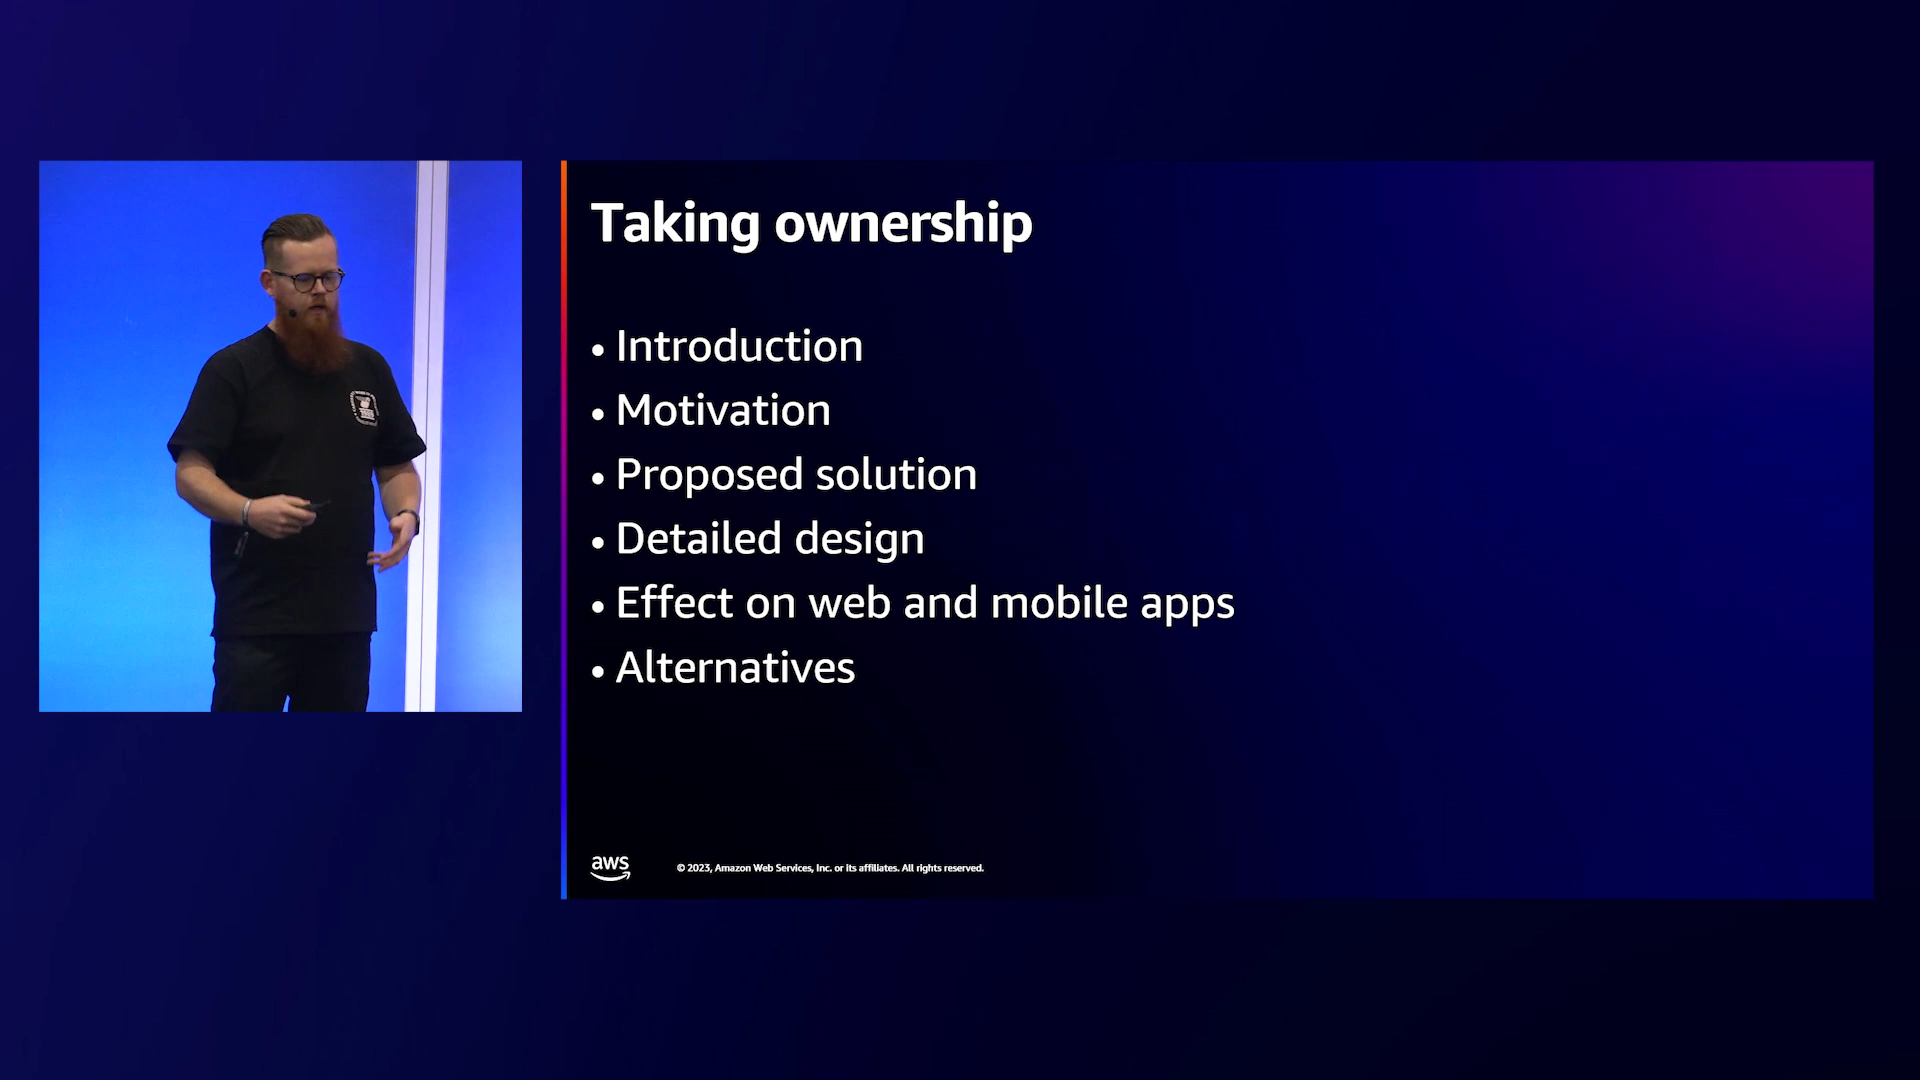 Taking ownership
• Introduction
• Motivation
• Proposed solution
• Detailed design
• Effect on web and mobile apps
• Alternatives
aws
© 2023, Amazon Web Services, Inc. or its affiliates. All rights reserved.